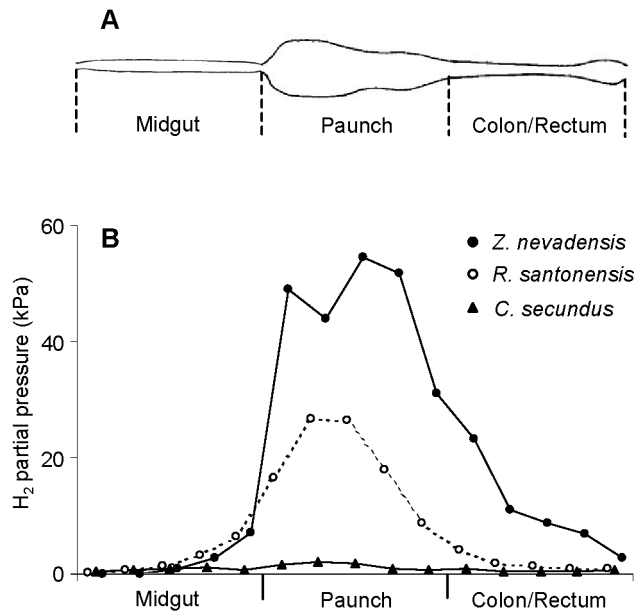 A
Midgut Paunch Colon/Rectum
B
Z. nevadensis
R. santonensis
C. secundus
H₂ partial pressure (kPa)
60
40
20
0
Midgut Paunch Colon/Rectum